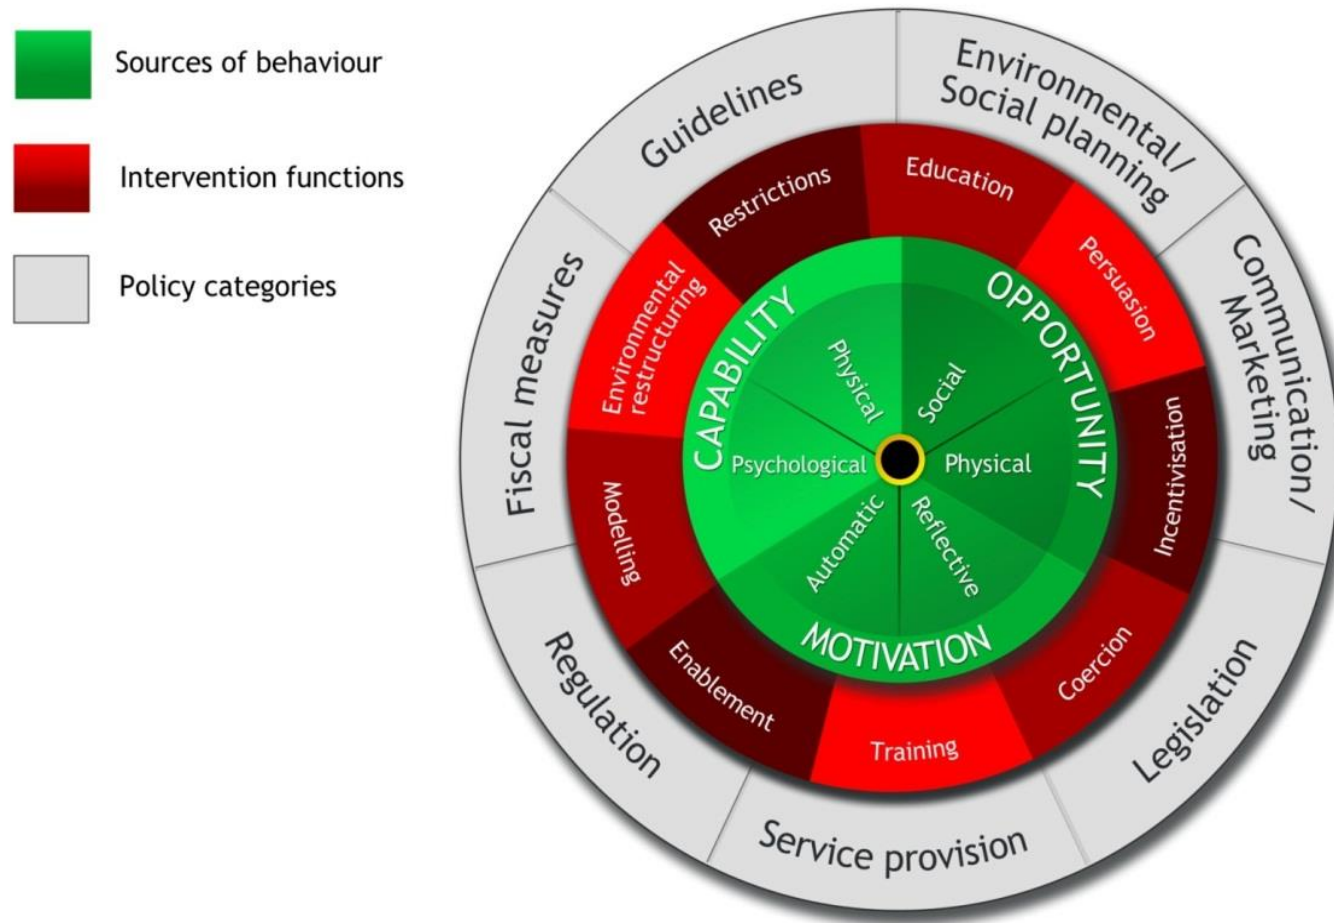 Sources of behaviour
Intervention functions
Policy categories
Guidelines
Environmental/
Social planning
Communication/
Marketing
Legislation
Service provision
Regulation
Fiscal measures
Restrictions
Education
Persuasion
Incentivisation
Coercion
Training
Enablement
Modelling
Environmental
restructuring
CAPABILITY
OPPORTUNITY
MOTIVATION
Physical
Social
Physical
Reflective
Automatic
Psychological